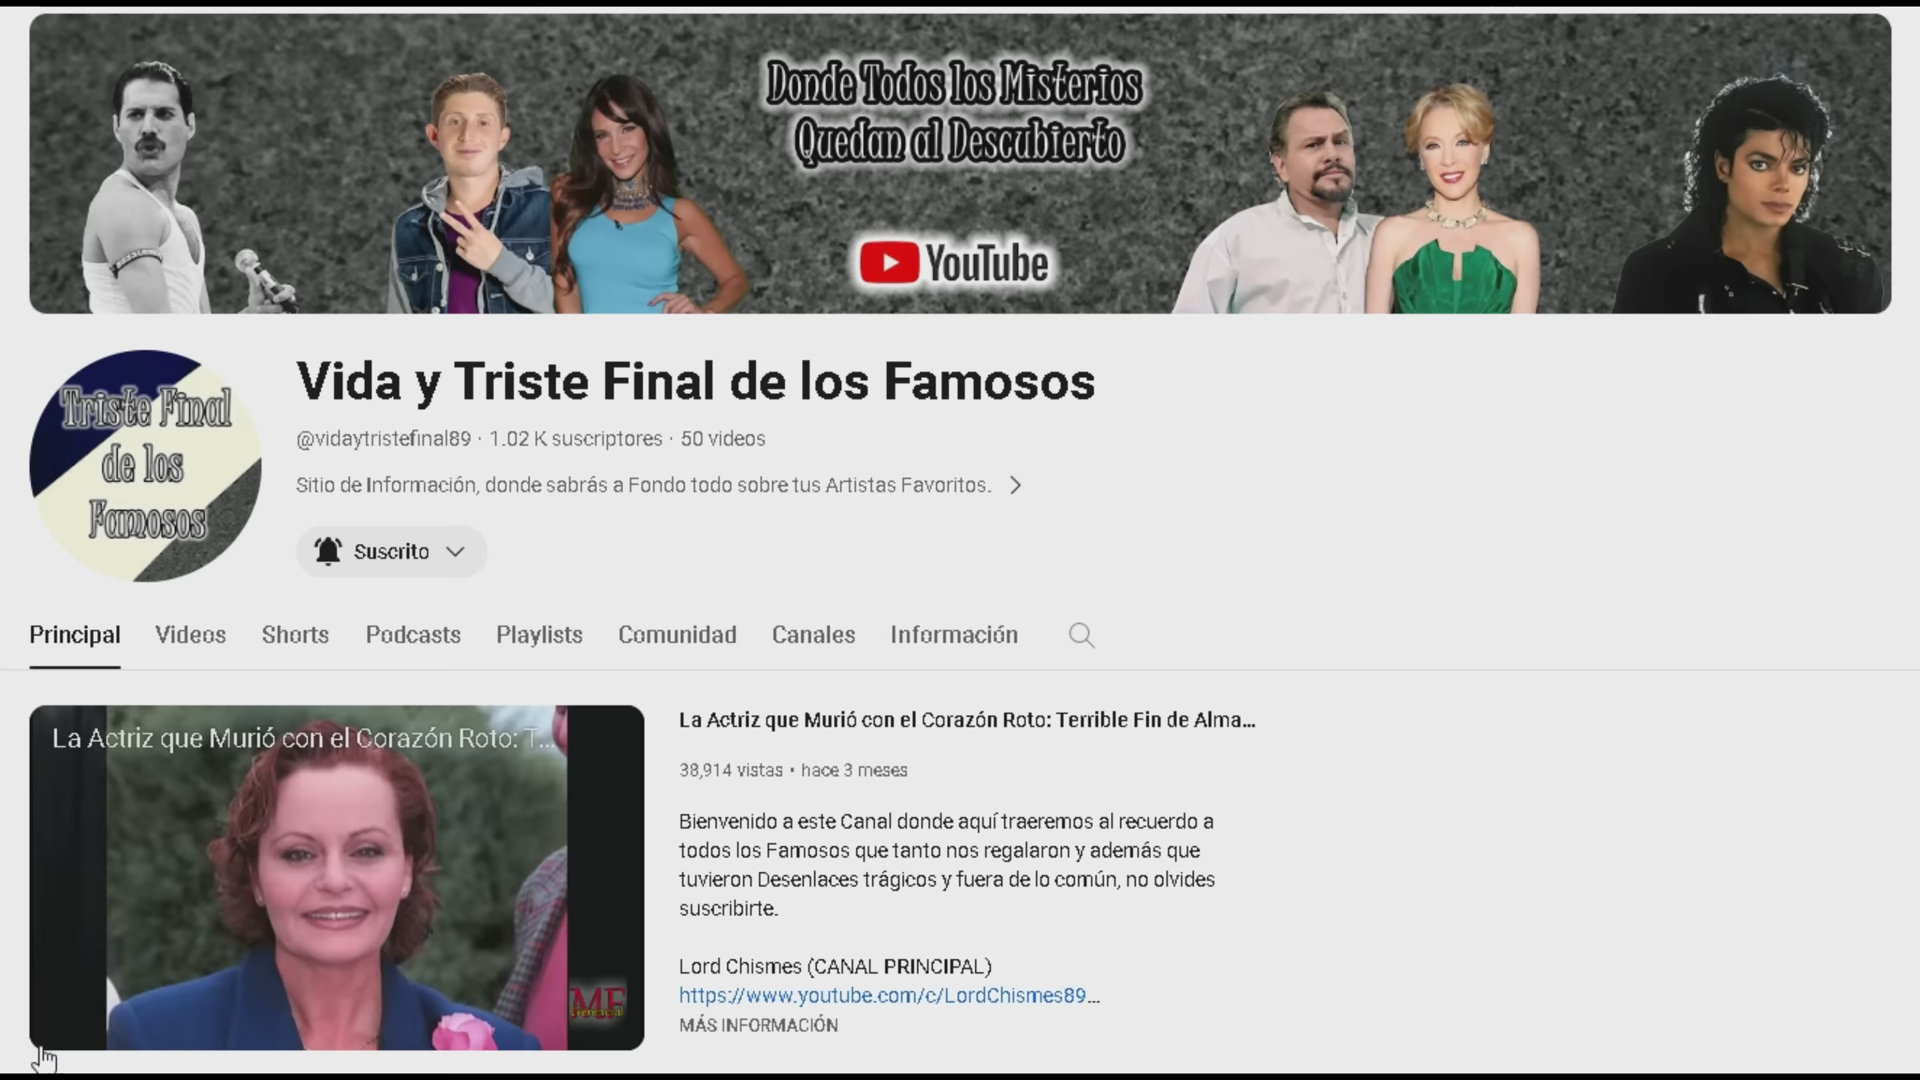 Donde Todos los Misterios
Quedan al Descubierto
YouTube
Triste Final
de los
Famosos
Vida y Triste Final de los Famosos
@vidaytristefinal89 · 1.02 K suscriptores · 50 videos
Sitio de Información, donde sabrás a Fondo todo sobre tus Artistas Favoritos.
Suscrito
Principal Videos Shorts Podcasts Playlists Comunidad Canales Información
La Actriz que Murió con el Corazón Roto: T...
La Actriz que Murió con el Corazón Roto: Terrible Fin de Alma...
38,914 vistas • hace 3 meses
Bienvenido a este Canal donde aquí traeremos al recuerdo a
todos los Famosos que tanto nos regalaron y además que
tuvieron Desenlaces trágicos y fuera de lo común, no olvides
suscribirte.
Lord Chismes (CANAL PRINCIPAL)
https://www.youtube.com/c/LordChismes89...
MÁS INFORMACIÓN